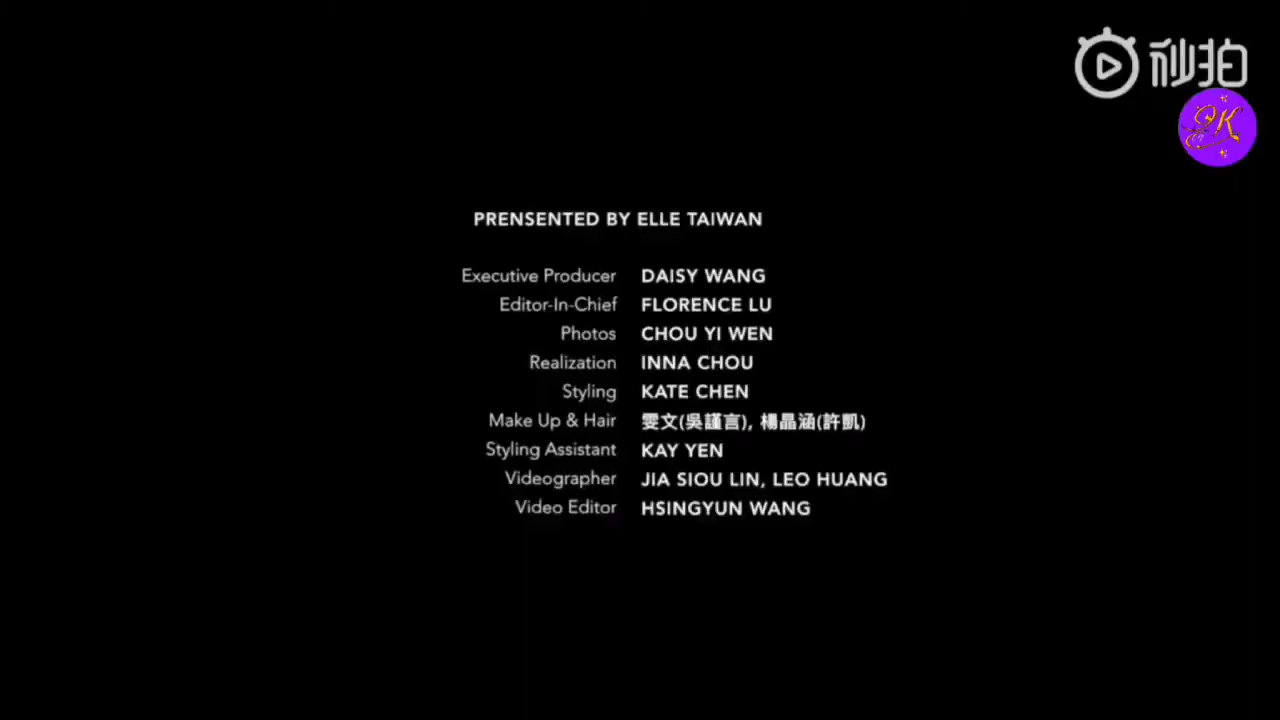 秒拍
QK
PRENSENTED BY ELLE TAIWAN
Executive Producer DAISY WANG
Editor-In-Chief FLORENCE LU
Photos CHOU YI WEN
Realization INNA CHOU
Styling KATE CHEN
Make Up & Hair 雯文(吳謹言), 楊晶涵(許凱)
Styling Assistant KAY YEN
Videographer JIA SIOU LIN, LEO HUANG
Video Editor HSINGYUN WANG